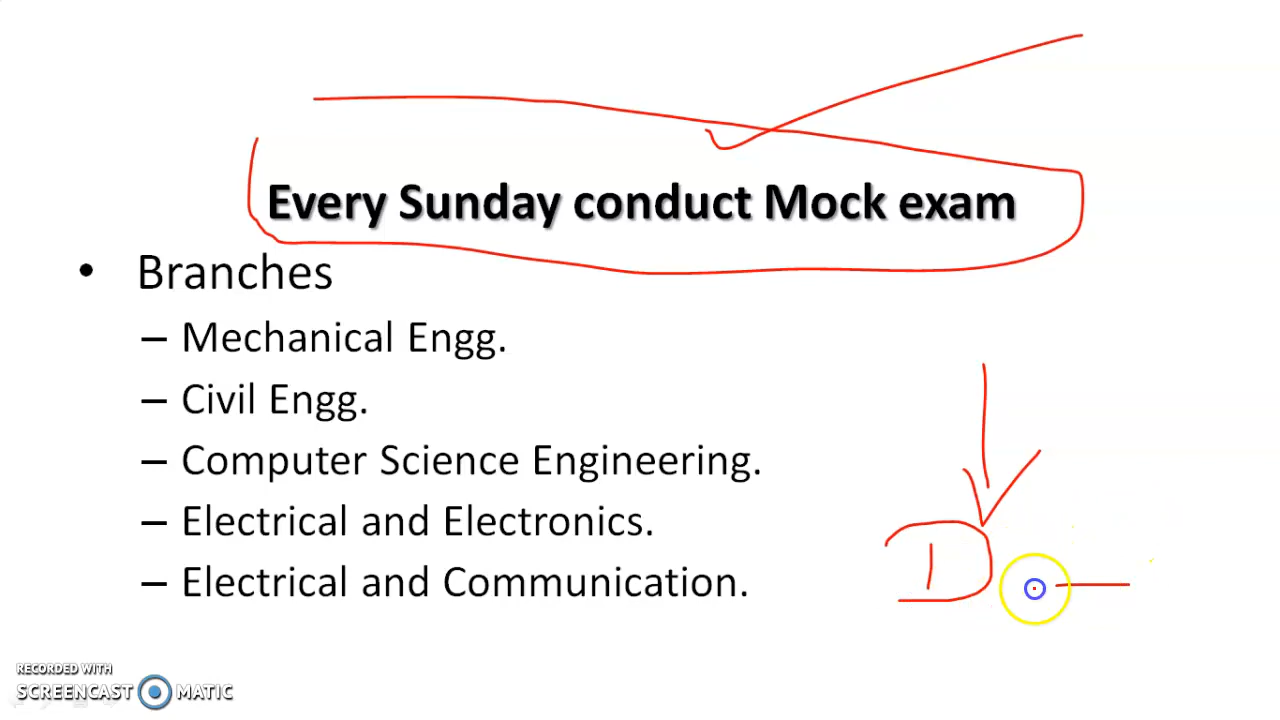 Every Sunday conduct Mock exam
• Branches
– Mechanical Engg.
– Civil Engg.
– Computer Science Engineering.
– Electrical and Electronics.
– Electrical and Communication.
D
RECORDED WITH
SCREENCAST MATIC